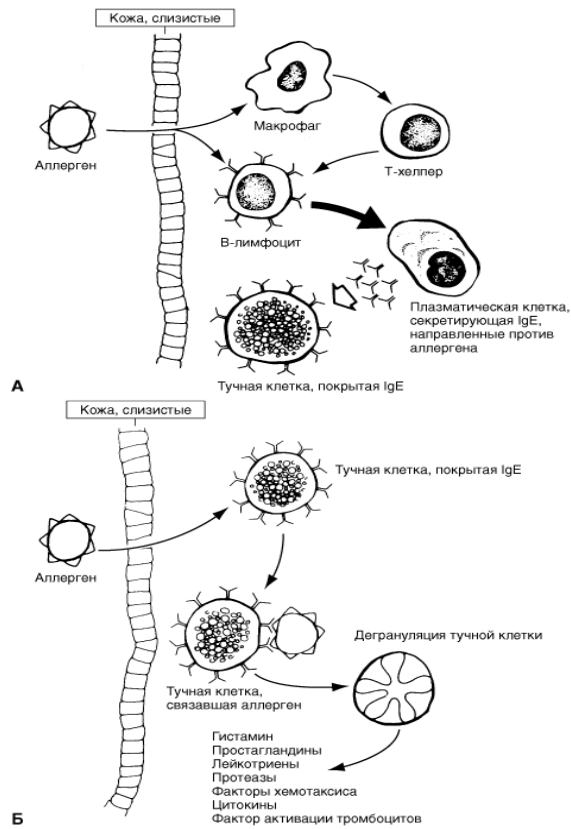 Кожа, слизистые
Аллерген
Макрофаг
Т-хелпер
В-лимфоцит
Плазматическая клетка,
секретирующая IgE,
направленные против
аллергена
Тучная клетка, покрытая IgE
А
Кожа, слизистые
Тучная клетка, покрытая IgE
Аллерген
Дегрануляция тучной клетки
Тучная клетка,
связавшая аллерген
Гистамин
Простагландины
Лейкотриены
Протеазы
Факторы хемотаксиса
Цитокины
Фактор активации тромбоцитов
Б